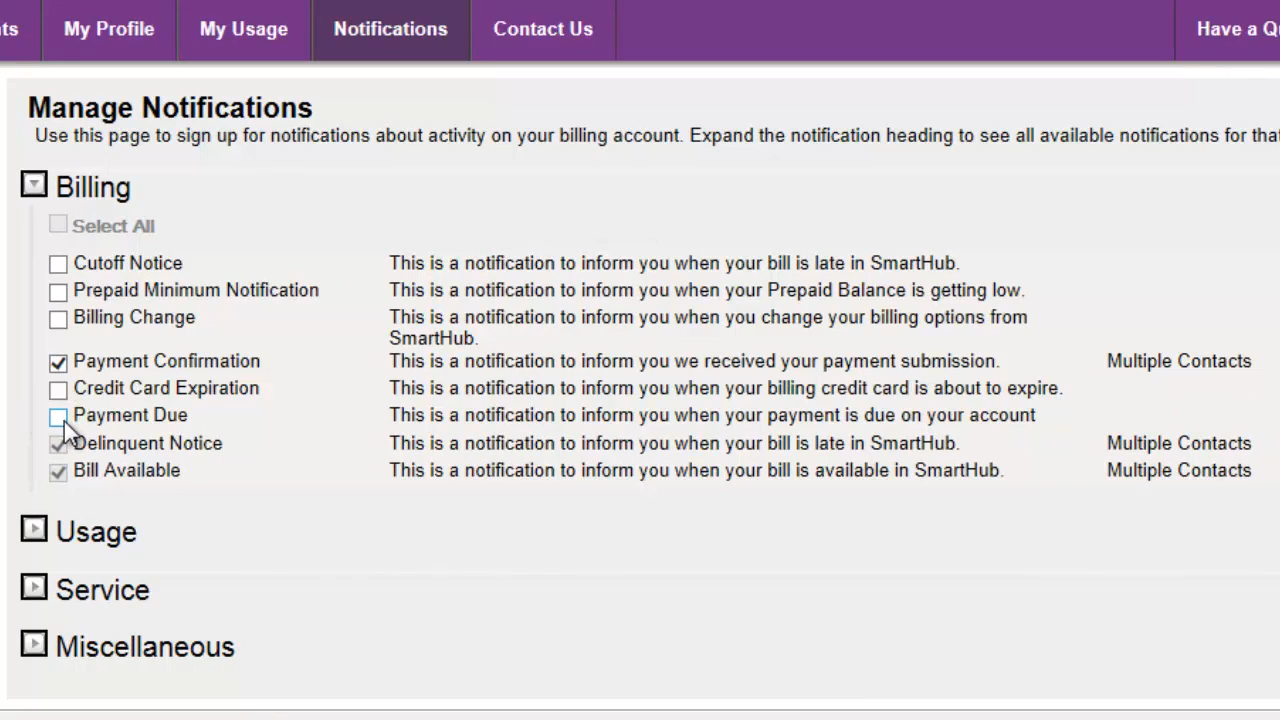 My Profile My Usage Notifications Contact Us Have a
Manage Notifications
Use this page to sign up for notifications about activity on your billing account. Expand the notification heading to see all available notifications for
Billing
Select All
Cutoff Notice This is a notification to inform you when your bill is late in SmartHub.
Prepaid Minimum Notification This is a notification to inform you when your Prepaid Balance is getting low.
Billing Change This is a notification to inform you when you change your billing options from
SmartHub.
Payment Confirmation This is a notification to inform you we received your payment submission. Multiple Contacts
Credit Card Expiration This is a notification to inform you when your billing credit card is about to expire.
Payment Due This is a notification to inform you when your payment is due on your account
Delinquent Notice This is a notification to inform you when your bill is late in SmartHub. Multiple Contacts
Bill Available This is a notification to inform you when your bill is available in SmartHub. Multiple Contacts
Usage
Service
Miscellaneous